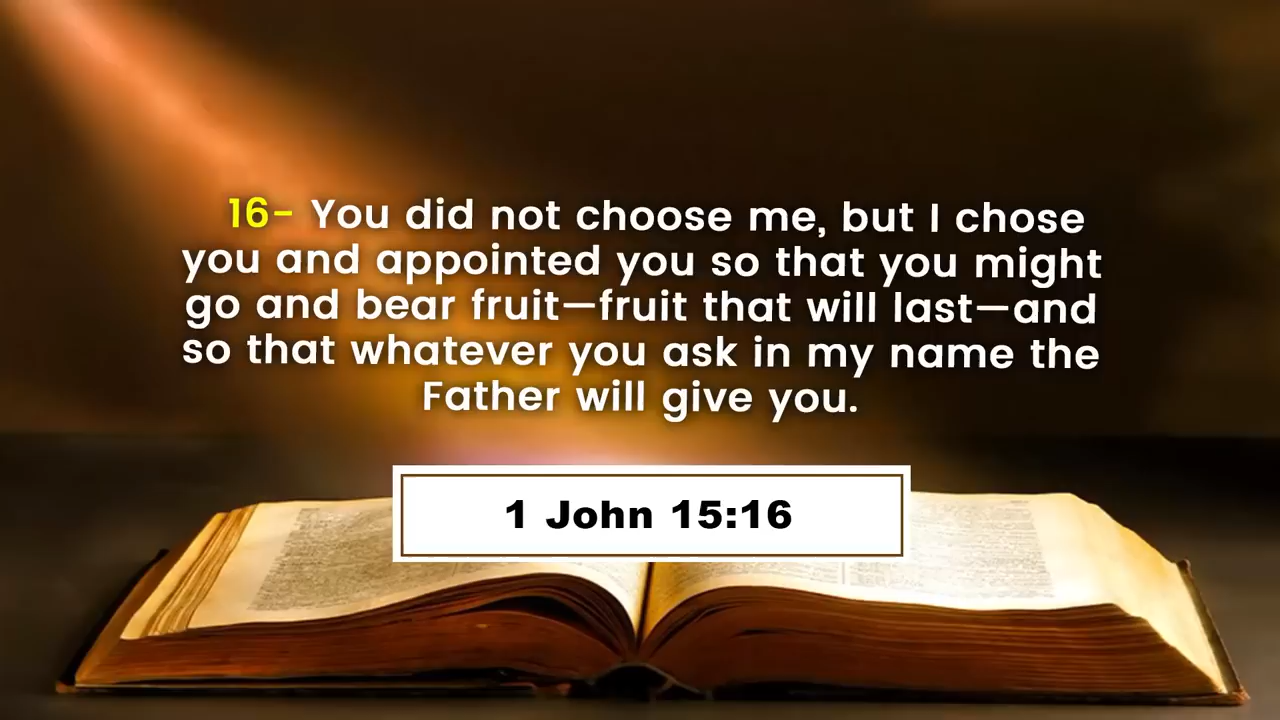 16- You did not choose me, but I chose
you and appointed you so that you might
go and bear fruit—fruit that will last—and
so that whatever you ask in my name the
Father will give you.
1 John 15:16